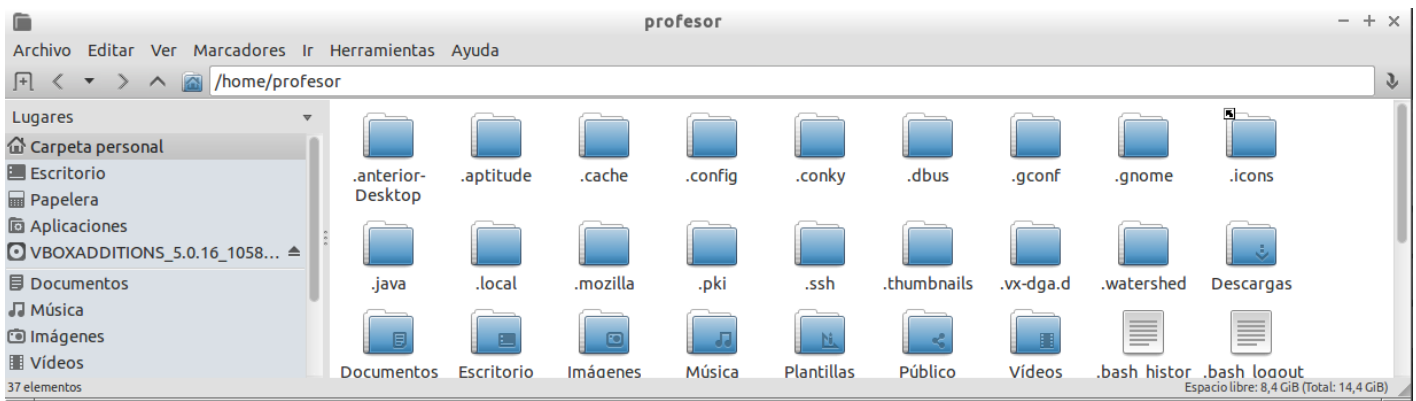 profesor
Archivo Editar Ver Marcadores Ir Herramientas Ayuda
/home/profesor
Lugares
Carpeta personal
Escritorio
Papelera
Aplicaciones
VBOXADDITIONS_5.0.16_1058...
Documentos
Música
Imágenes
Vídeos
.anterior-Desktop .aptitude .cache .config .conky .dbus .gconf .gnome .icons
.java .local .mozilla .pki .ssh .thumbnails .vx-dga.d .watershed Descargas
Documentos Escritorio Imágenes Música Plantillas Público Vídeos .bash_histor .bash_logout
37 elementos
Espacio libre: 8,4 GiB (Total: 14,4 GiB)